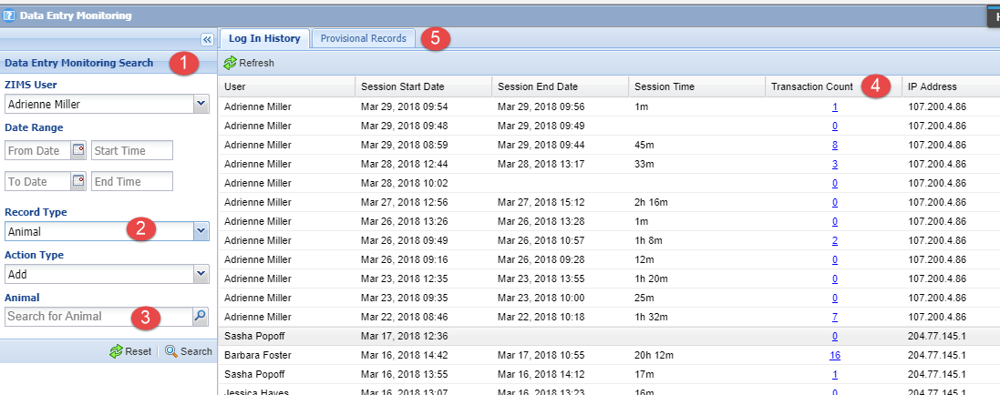 Data Entry Monitoring
H
Data Entry Monitoring Search 1
ZIMS User
Adrienne Miller
Date Range
From Date Start Time
To Date End Time
Record Type
Animal 2
Action Type
Add
Animal
Search for Animal 3
Reset Search
Log In History Provisional Records 5
Refresh
User Session Start Date Session End Date Session Time Transaction Count 4 IP Address
Adrienne Miller Mar 29, 2018 09:54 Mar 29, 2018 09:56 1m 1 107.200.4.86
Adrienne Miller Mar 29, 2018 09:48 Mar 29, 2018 09:49 0 107.200.4.86
Adrienne Miller Mar 29, 2018 08:59 Mar 29, 2018 09:44 45m 8 107.200.4.86
Adrienne Miller Mar 28, 2018 12:44 Mar 28, 2018 13:17 33m 3 107.200.4.86
Adrienne Miller Mar 28, 2018 10:02 0 107.200.4.86
Adrienne Miller Mar 27, 2018 12:56 Mar 27, 2018 15:12 2h 16m 0 107.200.4.86
Adrienne Miller Mar 26, 2018 13:26 Mar 26, 2018 13:28 1m 0 107.200.4.86
Adrienne Miller Mar 26, 2018 09:49 Mar 26, 2018 10:57 1h 8m 2 107.200.4.86
Adrienne Miller Mar 26, 2018 09:16 Mar 26, 2018 09:28 12m 0 107.200.4.86
Adrienne Miller Mar 23, 2018 12:35 Mar 23, 2018 13:55 1h 20m 0 107.200.4.86
Adrienne Miller Mar 23, 2018 09:35 Mar 23, 2018 10:00 25m 0 107.200.4.86
Adrienne Miller Mar 22, 2018 08:46 Mar 22, 2018 10:18 1h 32m 7 107.200.4.86
Sasha Popoff Mar 17, 2018 12:36 0 204.77.145.1
Barbara Foster Mar 16, 2018 14:42 Mar 17, 2018 10:55 20h 12m 16 204.77.145.1
Sasha Popoff Mar 16, 2018 13:55 Mar 16, 2018 14:12 17m 1 204.77.145.1
Jessica Hayes Mar 16, 2018 13:07 Mar 16, 2018 13:23 16m 0 204.77.145.1